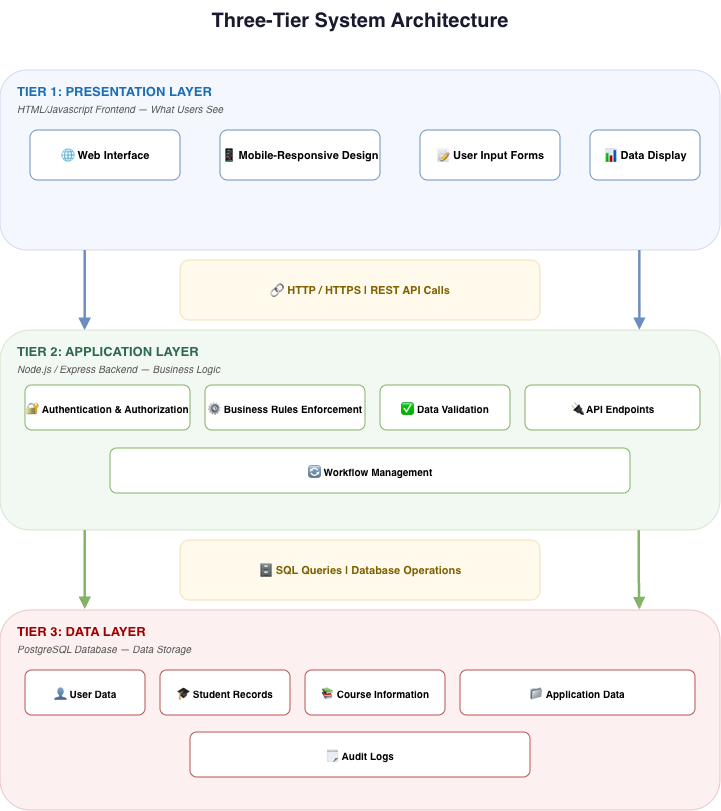 Three-Tier System Architecture
TIER 1: PRESENTATION LAYER
HTML/Javascript Frontend — What Users See
Web Interface
Mobile-Responsive Design
User Input Forms
Data Display
HTTP / HTTPS | REST API Calls
TIER 2: APPLICATION LAYER
Node.js / Express Backend — Business Logic
Authentication & Authorization
Business Rules Enforcement
Data Validation
API Endpoints
Workflow Management
SQL Queries | Database Operations
TIER 3: DATA LAYER
PostgreSQL Database — Data Storage
User Data
Student Records
Course Information
Application Data
Audit Logs